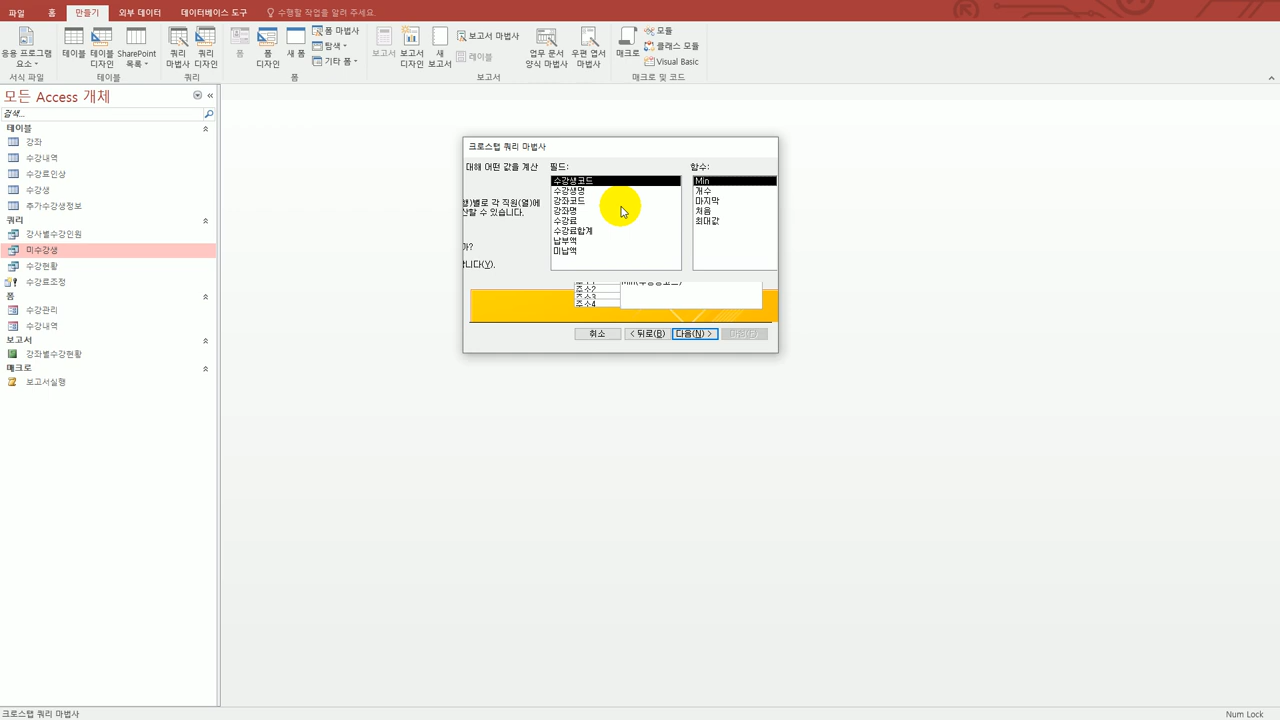 파일
홈
만들기
외부 데이터
데이터베이스 도구
수행할 작업을 알려 주세요.
응용 프로그램
요소
서식 파일
테이블
테이블
디자인
SharePoint
목록
테이블
쿼리
마법사
쿼리
디자인
쿼리
폼
폼
디자인
새 폼
폼 마법사
탐색
기타 폼
폼
보고서
보고서
디자인
새
보고서
보고서 마법사
레이블
업무 문서
양식 마법사
우편 엽서
마법사
보고서
매크로
모듈
클래스 모듈
Visual Basic
매크로 및 코드
모든 Access 개체
검색...
테이블
강좌
수강내역
수강료인상
수강생
추가수강생정보
쿼리
강사별수강인원
미수강생
수강현황
수강료조정
폼
수강관리
수강내역
보고서
강좌별수강현황
매크로
보고서실행
크로스탭 쿼리 마법사
대해 어떤 값을 계산
별로 각 직원(열)에
산할 수 있습니다.
까?
합니다(Y).
필드:
수강생코드
수강생명
강좌코드
강좌명
수강료
수강료합계
납부액
미납액
함수:
Min
개수
마지막
처음
최대값
주소2
주소3
주소4
취소
< 뒤로(B)
다음(N) >
크로스탭 쿼리 마법사
Num Lock